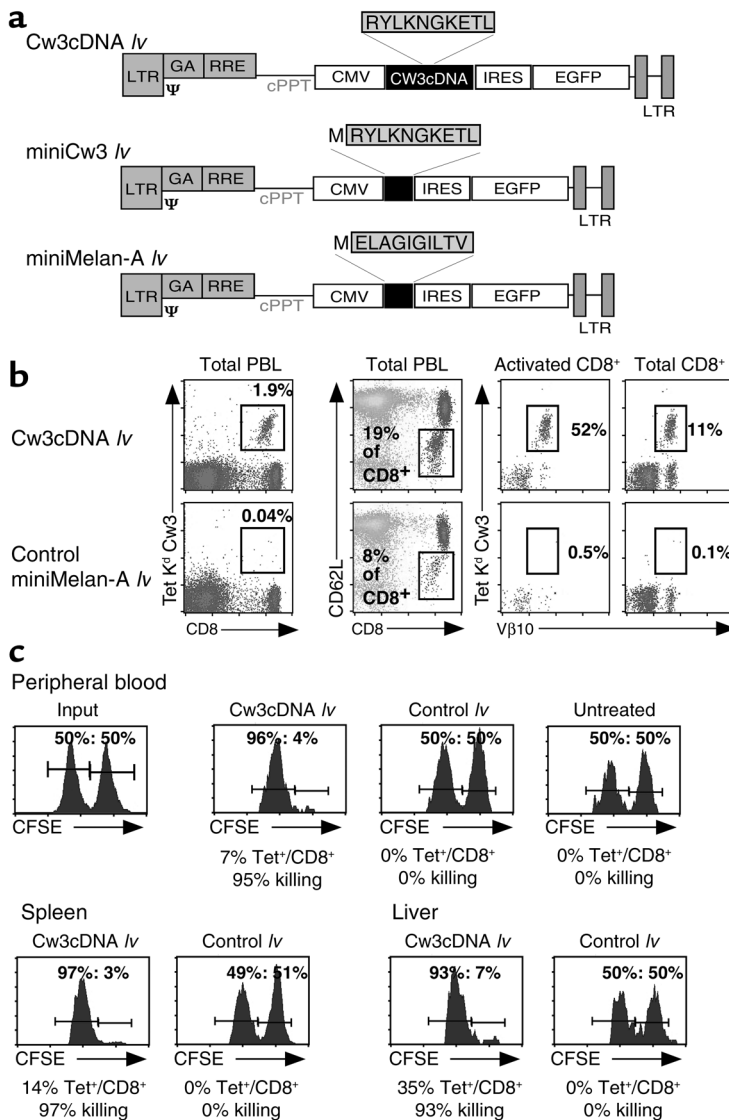 a
Cw3cDNA lv
RYLKNGKETL
LTR GA RRE cPPT CMV CW3cDNA IRES EGFP
Ψ
LTR
miniCw3 lv
M RYLKNGKETL
LTR GA RRE cPPT CMV IRES EGFP
Ψ
LTR
miniMelan-A lv
M ELAGIGILTV
LTR GA RRE cPPT CMV IRES EGFP
Ψ
LTR
b
Total PBL Total PBL Activated CD8⁺ Total CD8⁺
Cw3cDNA lv
1.9%
19%
of
CD8⁺
52%
11%
Control
miniMelan-A lv
0.04%
8%
of
CD8⁺
0.5%
0.1%
Tet Kᵈ Cw3
CD62L
Tet Kᵈ Cw3
CD8 CD8 Vβ10
c
Peripheral blood
Input Cw3cDNA lv Control lv Untreated
50%: 50% 96%: 4% 50%: 50% 50%: 50%
CFSE CFSE CFSE CFSE
7% Tet⁺/CD8⁺ 0% Tet⁺/CD8⁺ 0% Tet⁺/CD8⁺
95% killing 0% killing 0% killing
Spleen Liver
Cw3cDNA lv Control lv Cw3cDNA lv Control lv
97%: 3% 49%: 51% 93%: 7% 50%: 50%
CFSE CFSE CFSE CFSE
14% Tet⁺/CD8⁺ 0% Tet⁺/CD8⁺ 35% Tet⁺/CD8⁺ 0% Tet⁺/CD8⁺
97% killing 0% killing 93% killing 0% killing